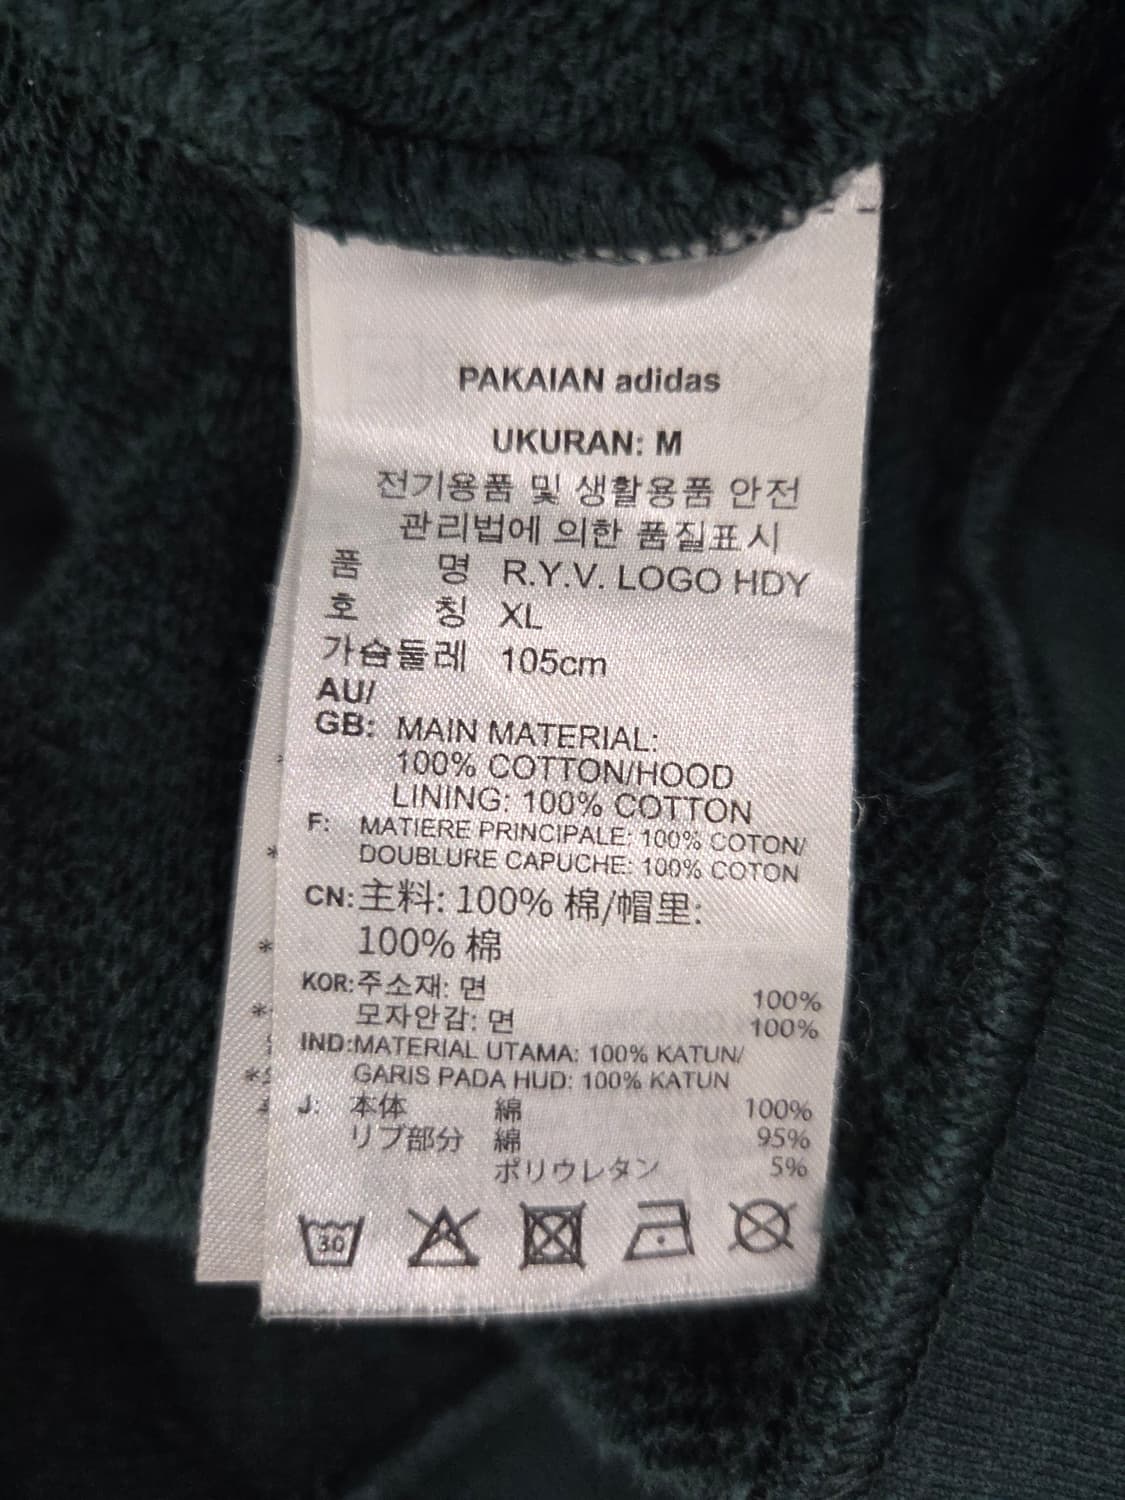 PAKAIAN adidas
UKURAN: M
전기용품 및 생활용품 안전
관리법에 의한 품질표시
품 명 R.Y.V. LOGO HDY
호 칭 XL
가슴둘레 105cm
AU/
GB: MAIN MATERIAL:
100% COTTON/HOOD
LINING: 100% COTTON
F: MATIERE PRINCIPALE: 100% COTON/
DOUBLURE CAPUCHE: 100% COTON
CN: 主料: 100% 棉/帽里:
100% 棉
KOR: 주소재: 면 100%
모자안감: 면 100%
IND: MATERIAL UTAMA: 100% KATUN/
GARIS PADA HUD: 100% KATUN
J: 本体 綿 100%
リブ部分 綿 95%
ポリウレタン 5%
30